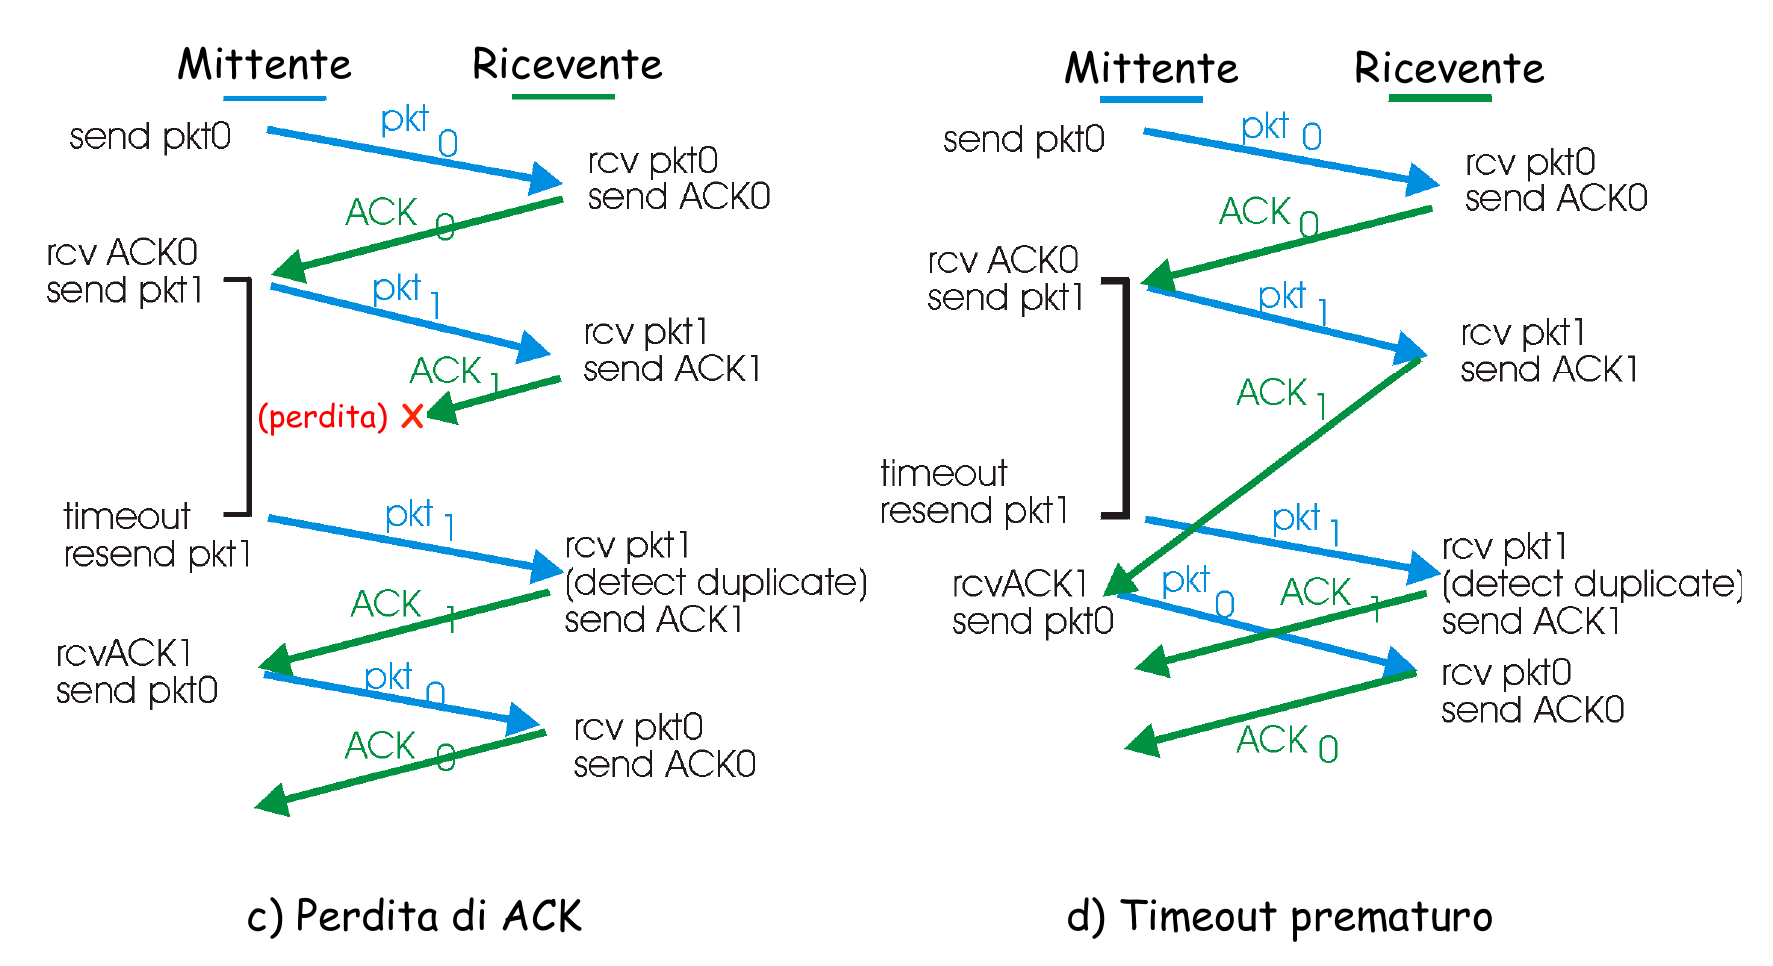 Mittente
Ricevente
send pkt0
pkt 0
rcv pkt0
send ACK0
ACK 0
rcv ACK0
send pkt1
pkt 1
rcv pkt1
send ACK1
ACK 1
(perdita) X
timeout
resend pkt1
pkt 1
rcv pkt1
(detect duplicate)
send ACK1
ACK 1
rcvACK1
send pkt0
pkt 0
rcv pkt0
send ACK0
ACK 0
c) Perdita di ACK
Mittente
Ricevente
send pkt0
pkt 0
rcv pkt0
send ACK0
ACK 0
rcv ACK0
send pkt1
pkt 1
rcv pkt1
send ACK1
ACK 1
timeout
resend pkt1
pkt 1
rcv pkt1
(detect duplicate)
send ACK1
rcvACK1
send pkt0
pkt 0
ACK 1
rcv pkt0
send ACK0
ACK 0
d) Timeout prematuro